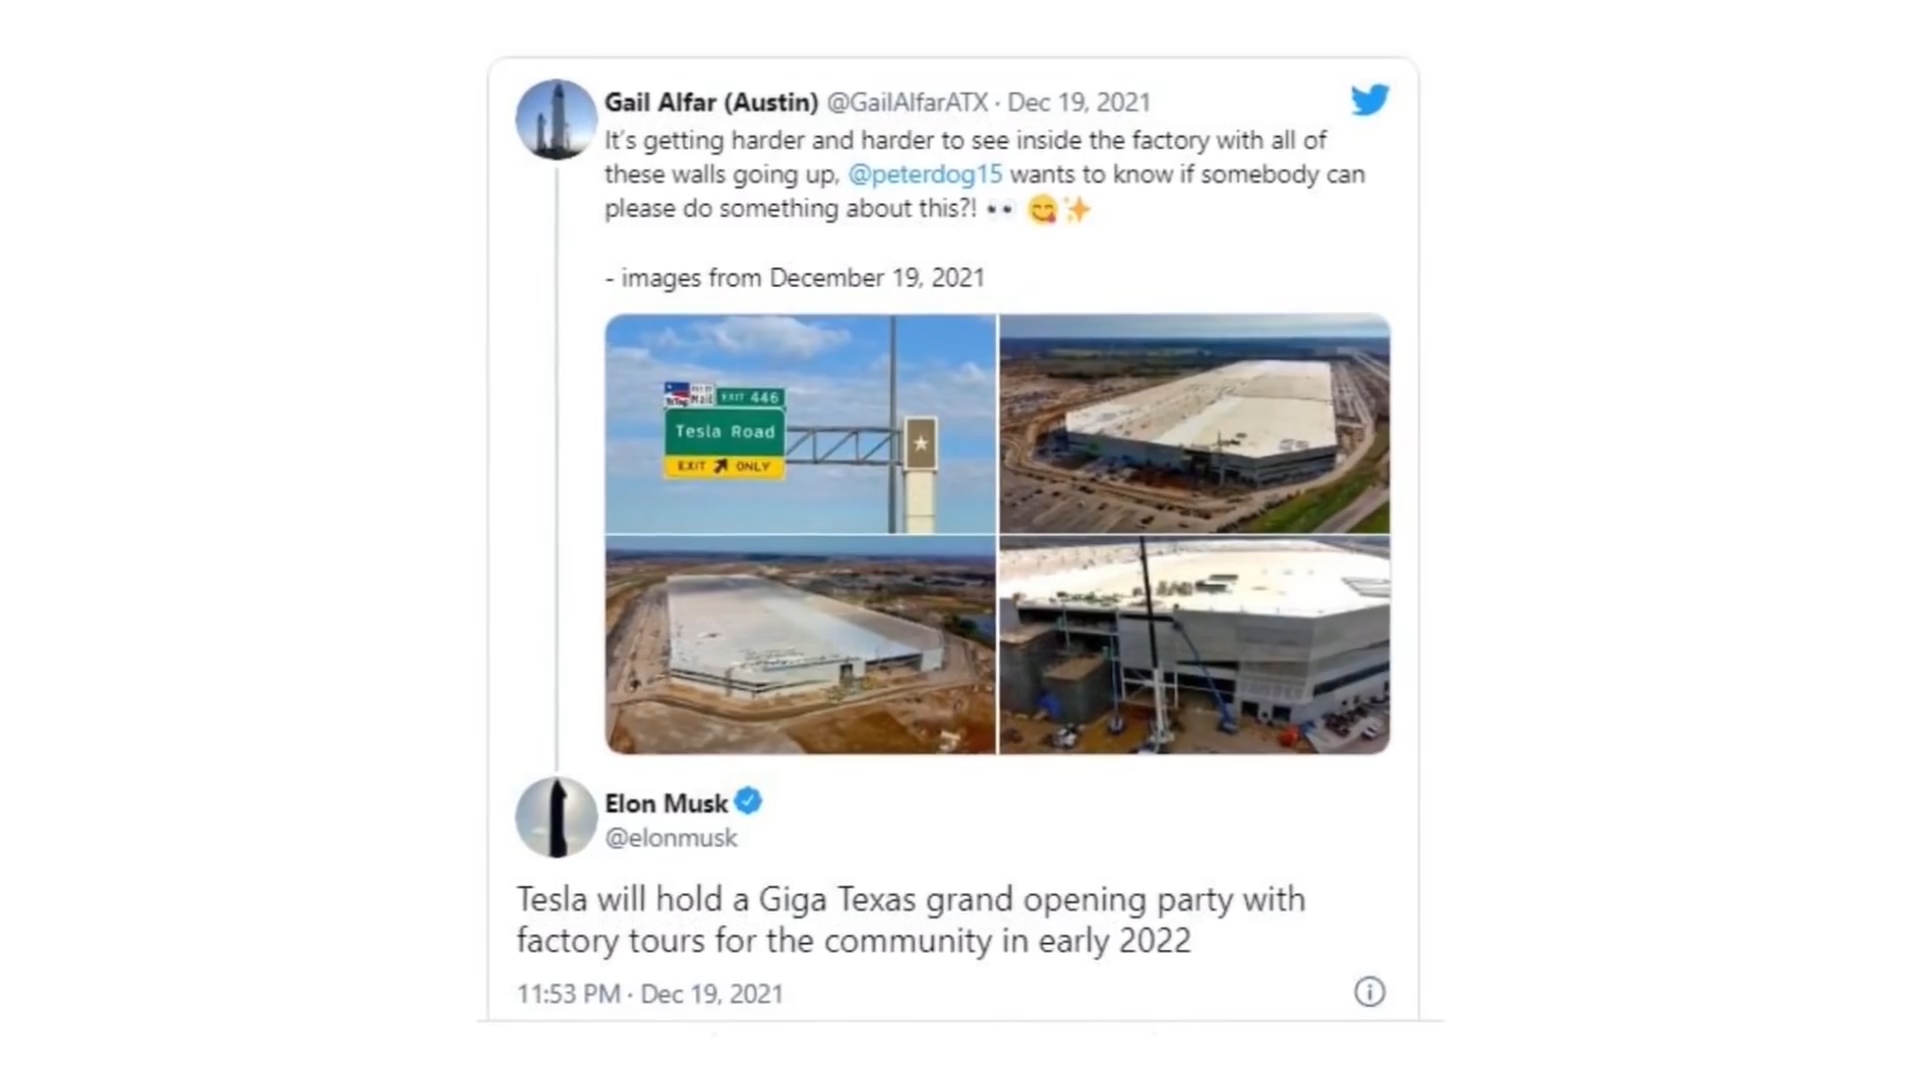 Gail Alfar (Austin) @GailAlfarATX · Dec 19, 2021
It's getting harder and harder to see inside the factory with all of
these walls going up, @peterdog15 wants to know if somebody can
please do something about this?! 👀 😋✨
- images from December 19, 2021
Mail EXIT 446
Tesla Road
EXIT ONLY
Elon Musk
@elonmusk
Tesla will hold a Giga Texas grand opening party with
factory tours for the community in early 2022
11:53 PM · Dec 19, 2021